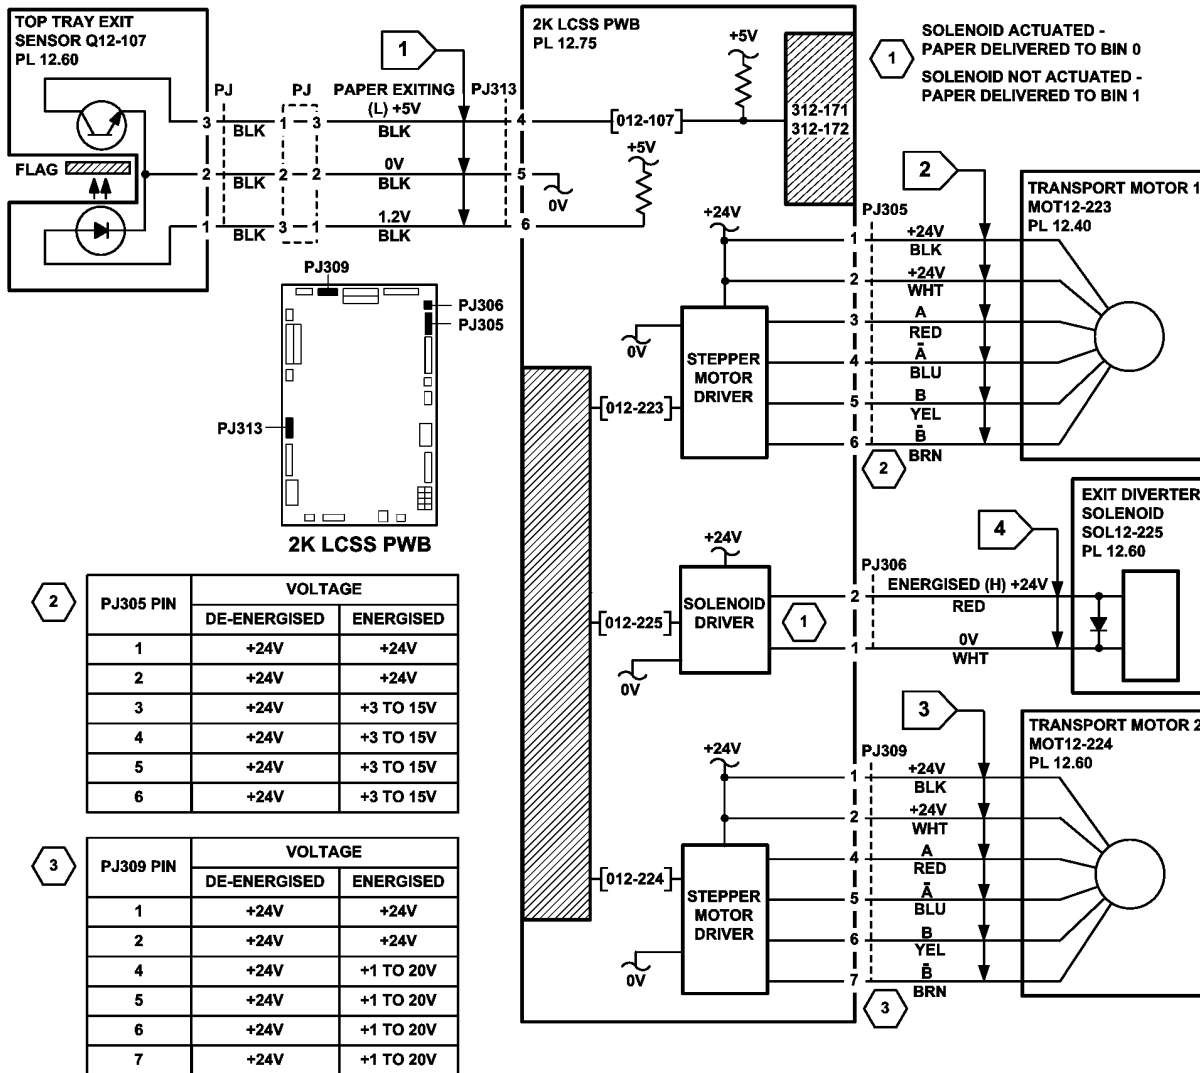 TOP TRAY EXIT
SENSOR Q12-107
PL 12.60
FLAG
3
2
1
PJ
BLK
BLK
BLK
PJ
1 3
2 2
3 1
1
PAPER EXITING
(L) +5V
BLK
0V
BLK
1.2V
BLK
PJ313
4
5
6
2K LCSS PWB
PL 12.75
+5V
[012-107]
312-171
312-172
+5V
0V
1
SOLENOID ACTUATED -
PAPER DELIVERED TO BIN 0
SOLENOID NOT ACTUATED -
PAPER DELIVERED TO BIN 1
PJ309
PJ306
PJ305
PJ313
2K LCSS PWB
+24V
0V
[012-223]
STEPPER
MOTOR
DRIVER
PJ305
1
2
3
4
5
6
2
+24V
BLK
+24V
WHT
A
RED
Ā
BLU
B
YEL
B̄
BRN
2
TRANSPORT MOTOR 1
MOT12-223
PL 12.40
+24V
[012-225]
SOLENOID
DRIVER
0V
1
PJ306
2
1
4
ENERGISED (H) +24V
RED
0V
WHT
EXIT DIVERTER
SOLENOID
SOL12-225
PL 12.60
+24V
[012-224]
STEPPER
MOTOR
DRIVER
0V
PJ309
1
2
4
5
6
7
3
+24V
BLK
+24V
WHT
A
RED
Ā
BLU
B
YEL
B̄
BRN
3
TRANSPORT MOTOR 2
MOT12-224
PL 12.60
2
PJ305 PIN VOLTAGE
DE-ENERGISED ENERGISED
1 +24V +24V
2 +24V +24V
3 +24V +3 TO 15V
4 +24V +3 TO 15V
5 +24V +3 TO 15V
6 +24V +3 TO 15V
3
PJ309 PIN VOLTAGE
DE-ENERGISED ENERGISED
1 +24V +24V
2 +24V +24V
4 +24V +1 TO 20V
5 +24V +1 TO 20V
6 +24V +1 TO 20V
7 +24V +1 TO 20V